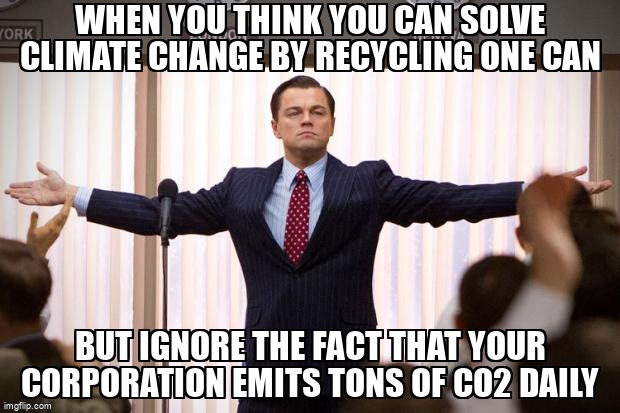 WHEN YOU THINK YOU CAN SOLVE
CLIMATE CHANGE BY RECYCLING ONE CAN
YORK
BUT IGNORE THE FACT THAT YOUR
CORPORATION EMITS TONS OF CO2 DAILY
imgflip.com